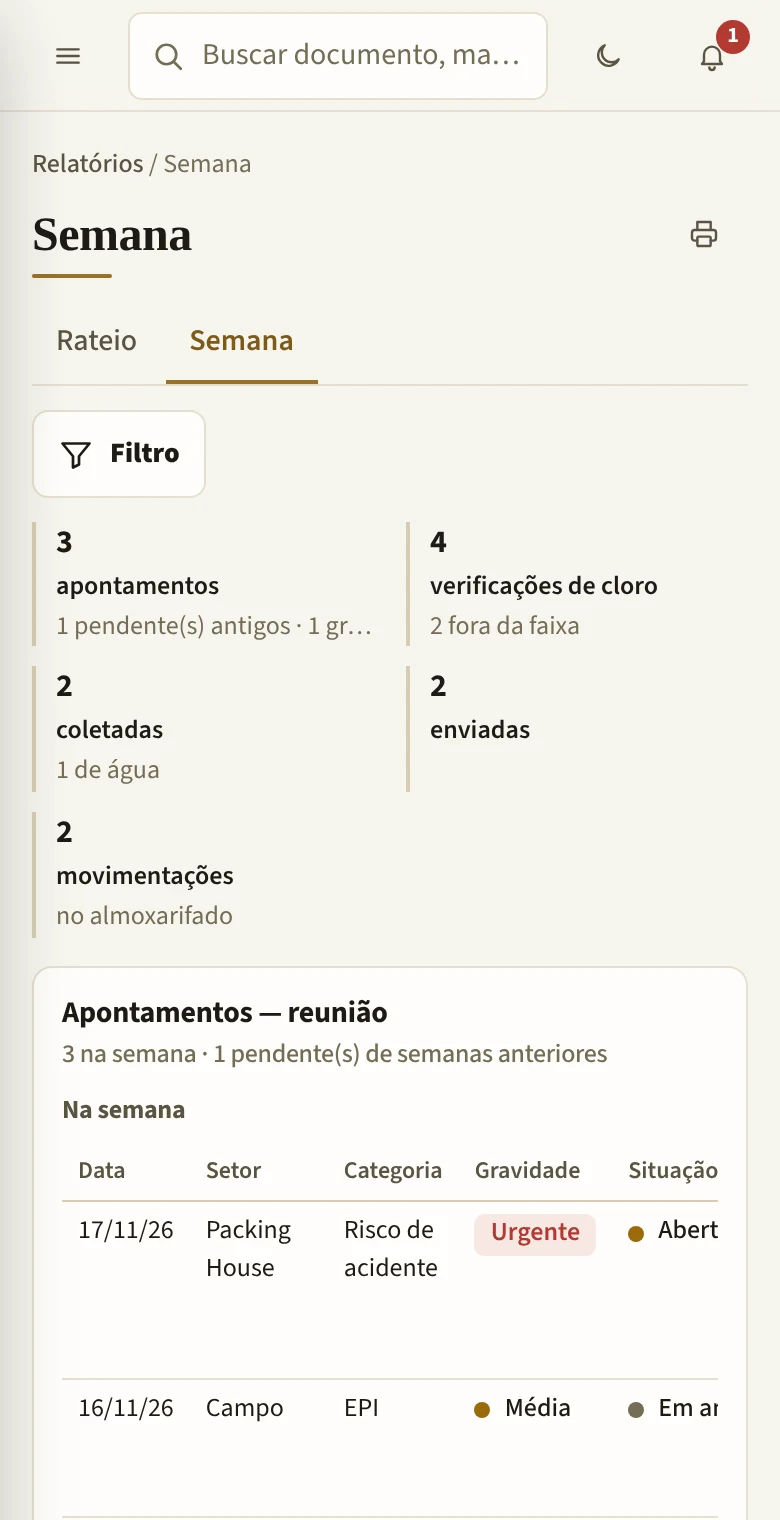 Buscar documento, ma...
1
Relatórios / Semana
Semana
Rateio
Semana
Filtro
3
apontamentos
1 pendente(s) antigos · 1 gr...
4
verificações de cloro
2 fora da faixa
2
coletadas
1 de água
2
enviadas
2
movimentações
no almoxarifado
Apontamentos — reunião
3 na semana · 1 pendente(s) de semanas anteriores
Na semana
Data Setor Categoria Gravidade Situação
17/11/26 Packing House Risco de acidente Urgente Abert
16/11/26 Campo EPI Média Em ar